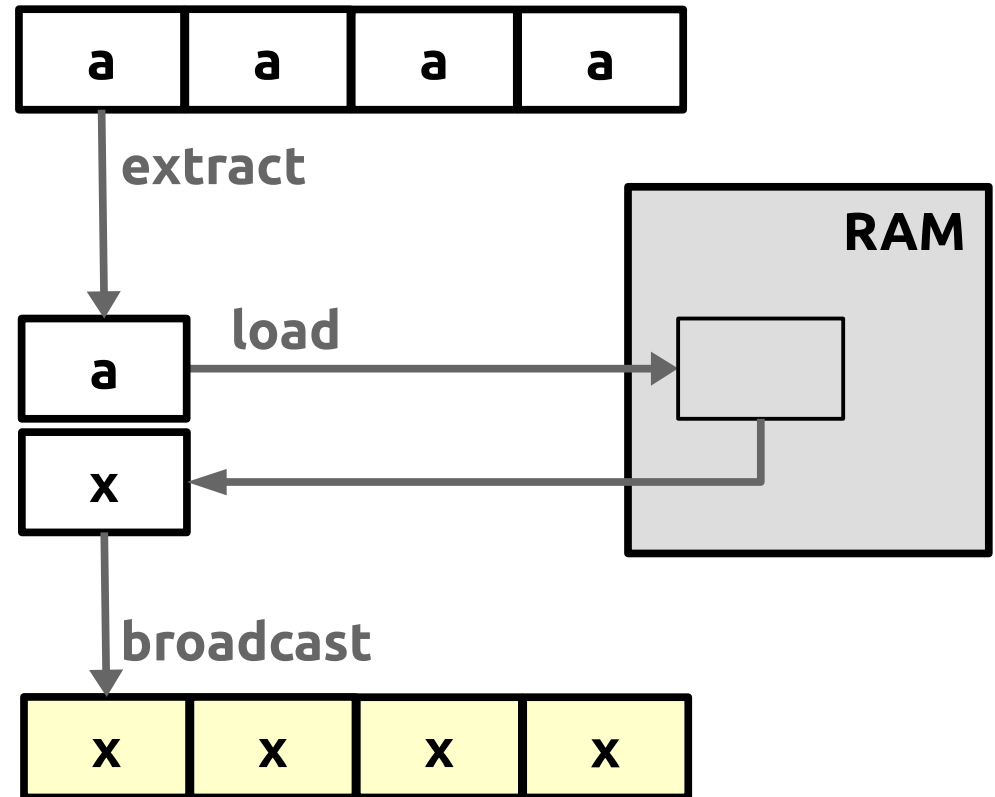 a a a a
extract
RAM
load
a
x
broadcast
x x x x